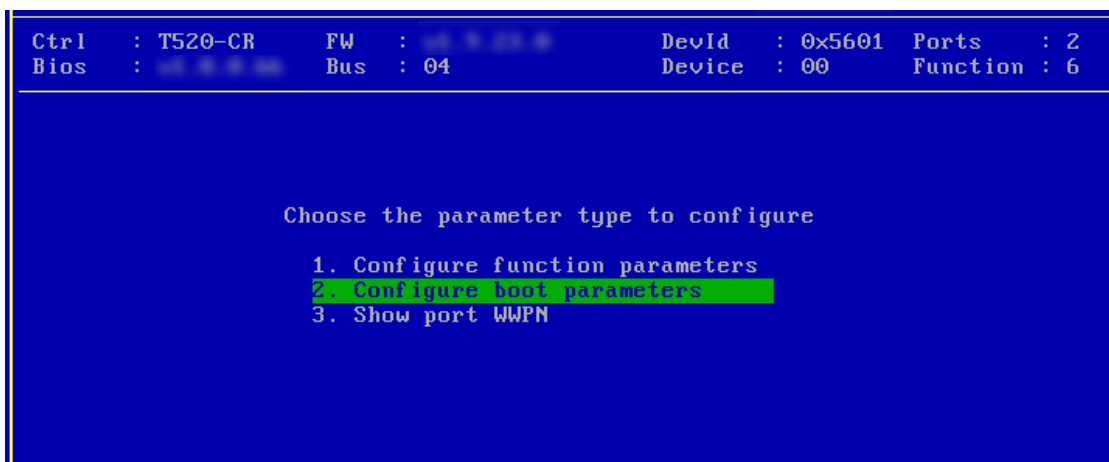 Ctrl : T520-CR FW : DevId : 0x5601 Ports : 2
Bios : Bus : 04 Device : 00 Function : 6
Choose the parameter type to configure
1. Configure function parameters
2. Configure boot parameters
3. Show port WWPN